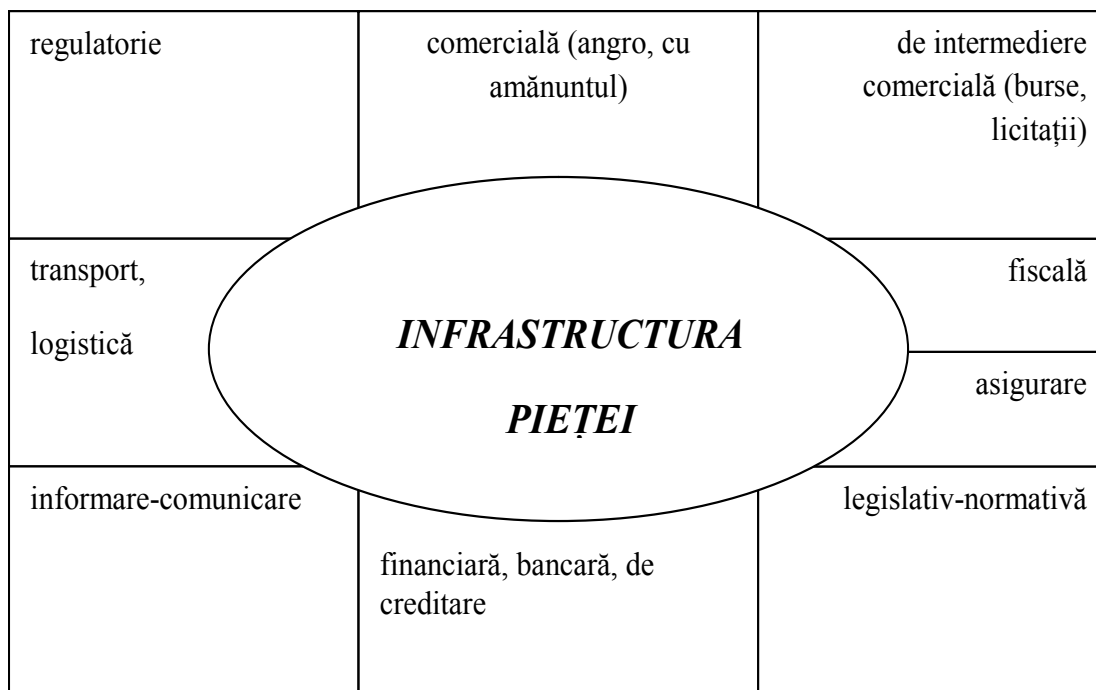 regulatorie
comercială (angro, cu
amănuntul)
de intermediere
comercială (burse,
licitații)
transport,
logistică
INFRASTRUCTURA
PIEȚEI
fiscală
asigurare
informare-comunicare
financiară, bancară, de
creditare
legislativ-normativă